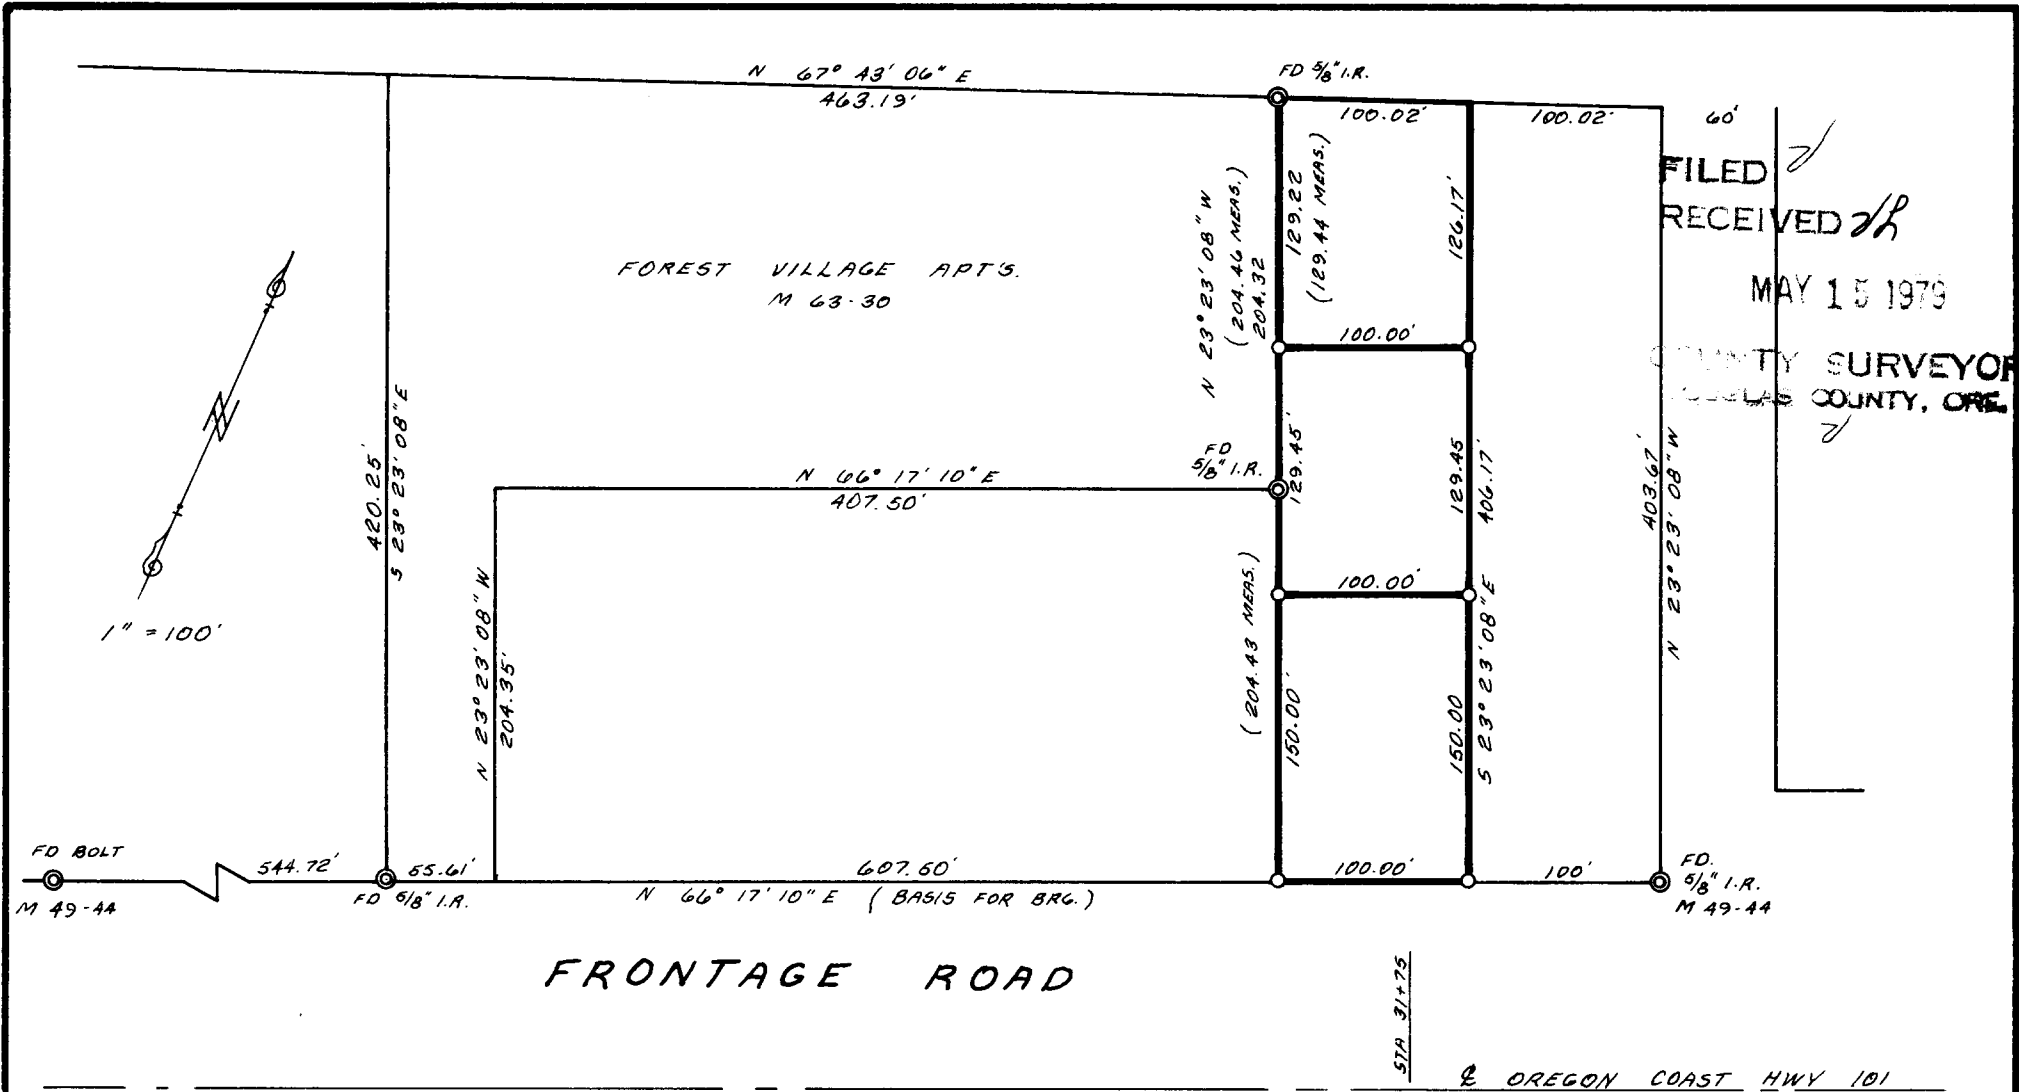 N 67° 43' 06" E
463.19'
FD 5/8" I.R.
100.02'
100.02'
60'
FILED
RECEIVED
MAY 15 1979
COUNTY SURVEYOR
DOUGLAS COUNTY, ORE.
FOREST VILLAGE APT'S.
M 63-30
N 23° 23' 08" W
(204.46 MEAS.)
204.32
129.22
(129.44 MEAS.)
126.17'
100.00'
420.25'
S 23° 23' 08" E
N 66° 17' 10" E
407.50'
FD
5/8" I.R.
129.45'
129.45
406.17'
403.67'
N 23° 23' 08" W
1" = 100'
N 23° 23' 08" W
204.35'
(204.43 MEAS.)
100.00'
150.00'
150.00
S 23° 23' 08" E
FD BOLT
M 49-44
544.72'
55.61'
FD 5/8" I.R.
607.50'
N 66° 17' 10" E (BASIS FOR BRG.)
100.00'
100'
FD.
5/8" I.R.
M 49-44
FRONTAGE ROAD
STA 31+75
℄ OREGON COAST HWY 101